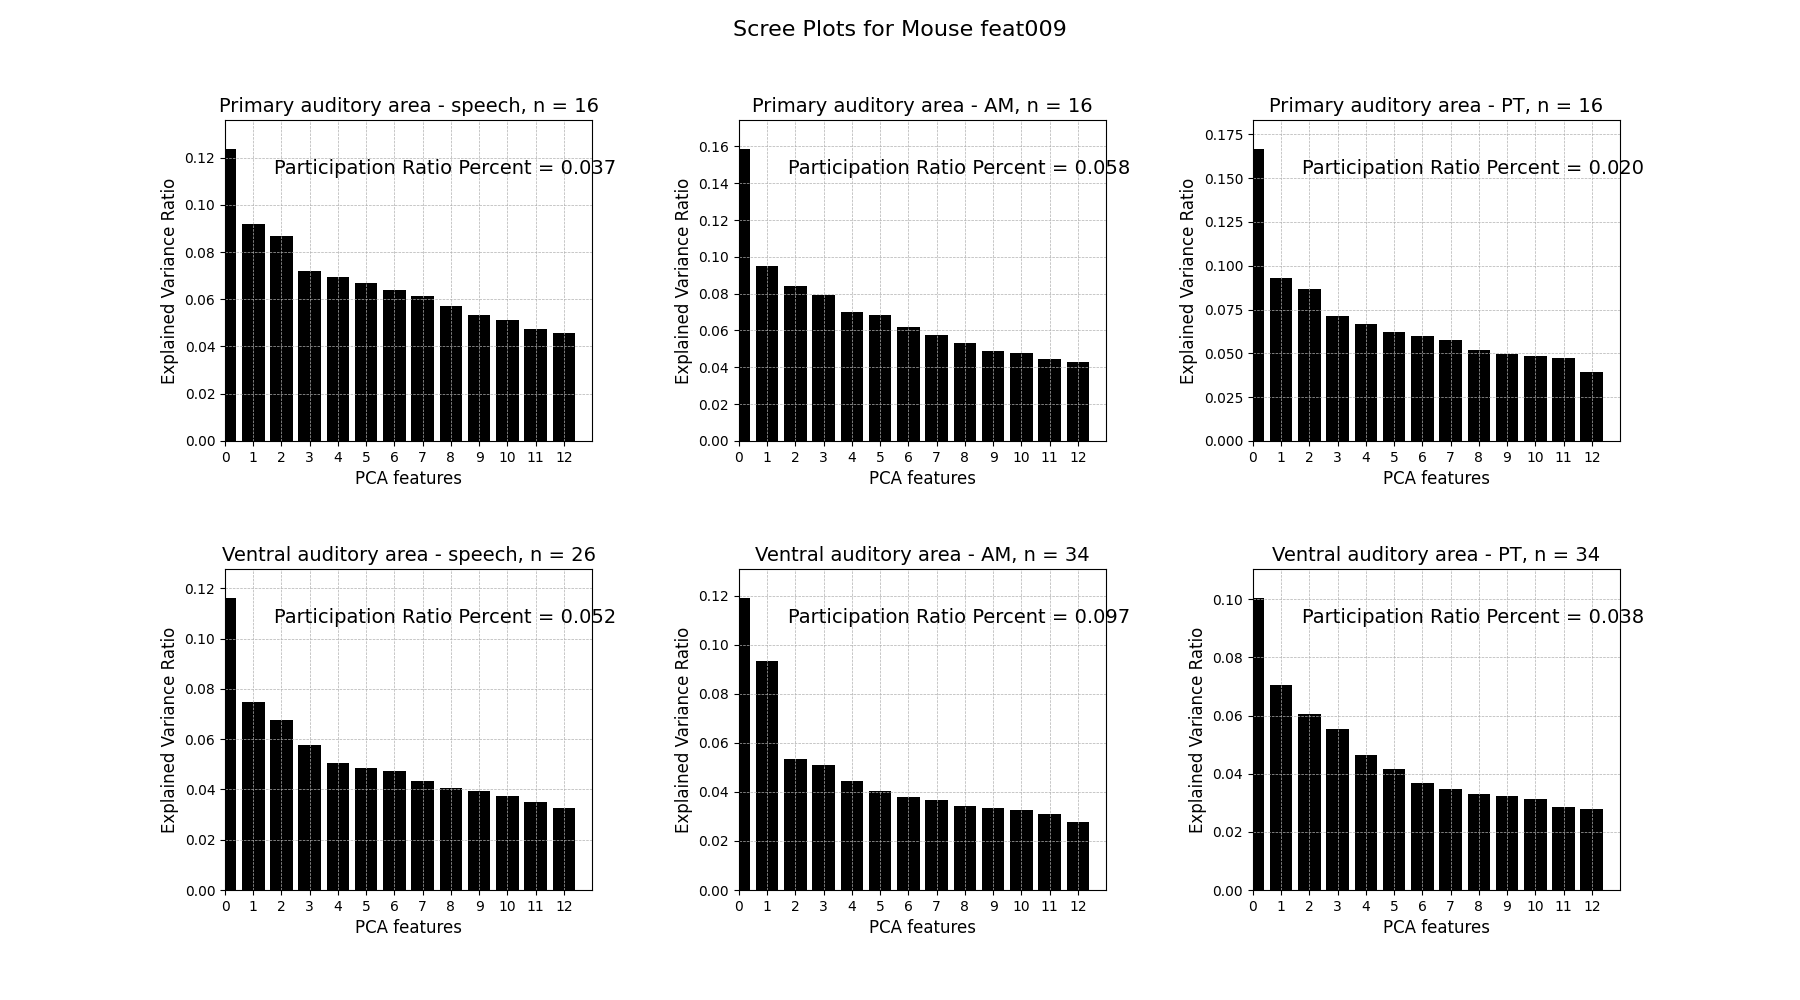 Scree Plots for Mouse feat009
Primary auditory area - speech, n = 16
Participation Ratio Percent = 0.037
Explained Variance Ratio
0.12
0.10
0.08
0.06
0.04
0.02
0.00
0 1 2 3 4 5 6 7 8 9 10 11 12
PCA features
Primary auditory area - AM, n = 16
Participation Ratio Percent = 0.058
Explained Variance Ratio
0.16
0.14
0.12
0.10
0.08
0.06
0.04
0.02
0.00
0 1 2 3 4 5 6 7 8 9 10 11 12
PCA features
Primary auditory area - PT, n = 16
Participation Ratio Percent = 0.020
Explained Variance Ratio
0.175
0.150
0.125
0.100
0.075
0.050
0.025
0.000
0 1 2 3 4 5 6 7 8 9 10 11 12
PCA features
Ventral auditory area - speech, n = 26
Participation Ratio Percent = 0.052
Explained Variance Ratio
0.12
0.10
0.08
0.06
0.04
0.02
0.00
0 1 2 3 4 5 6 7 8 9 10 11 12
PCA features
Ventral auditory area - AM, n = 34
Participation Ratio Percent = 0.097
Explained Variance Ratio
0.12
0.10
0.08
0.06
0.04
0.02
0.00
0 1 2 3 4 5 6 7 8 9 10 11 12
PCA features
Ventral auditory area - PT, n = 34
Participation Ratio Percent = 0.038
Explained Variance Ratio
0.10
0.08
0.06
0.04
0.02
0.00
0 1 2 3 4 5 6 7 8 9 10 11 12
PCA features